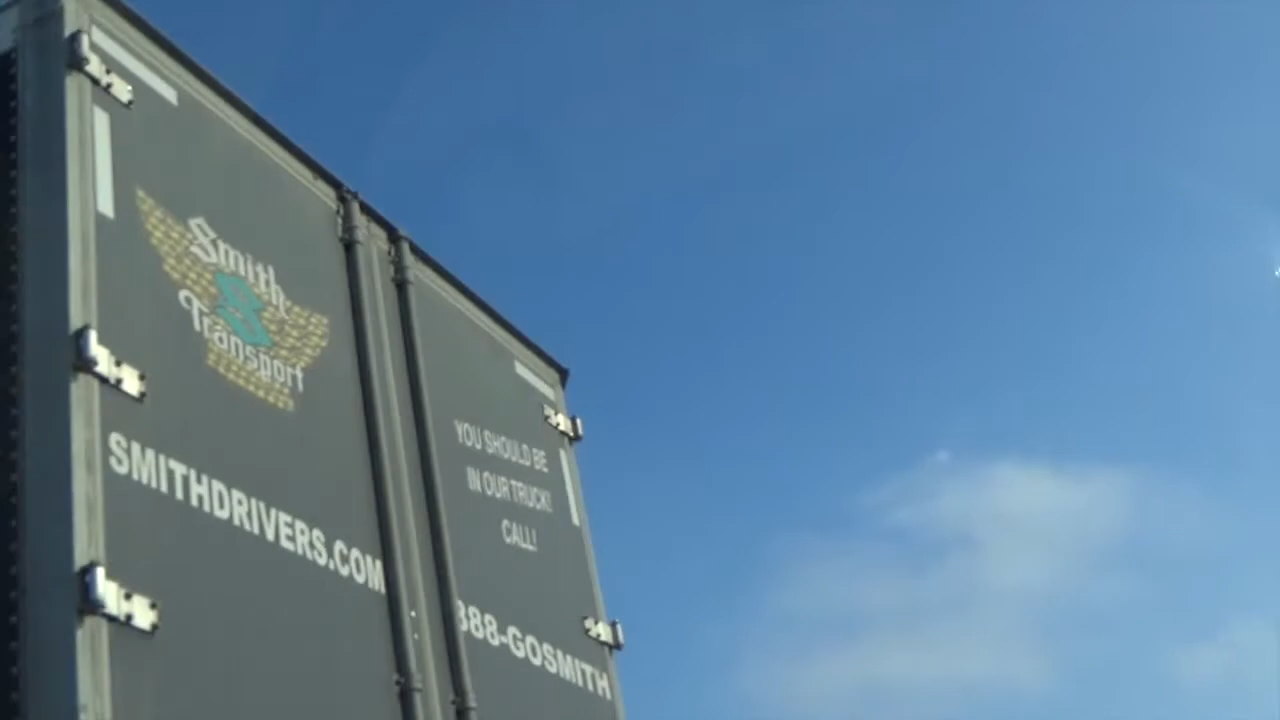 Smith
S
Transport
SMITHDRIVERS.COM
YOU SHOULD BE
IN OUR TRUCK!
CALL!
888-GOSMITH